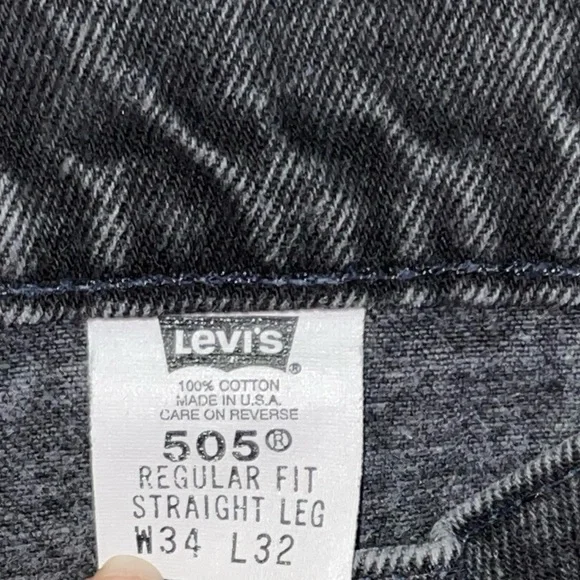 Levi's ®
100% COTTON
MADE IN U.S.A.
CARE ON REVERSE
505®
REGULAR FIT
STRAIGHT LEG
W34 L32